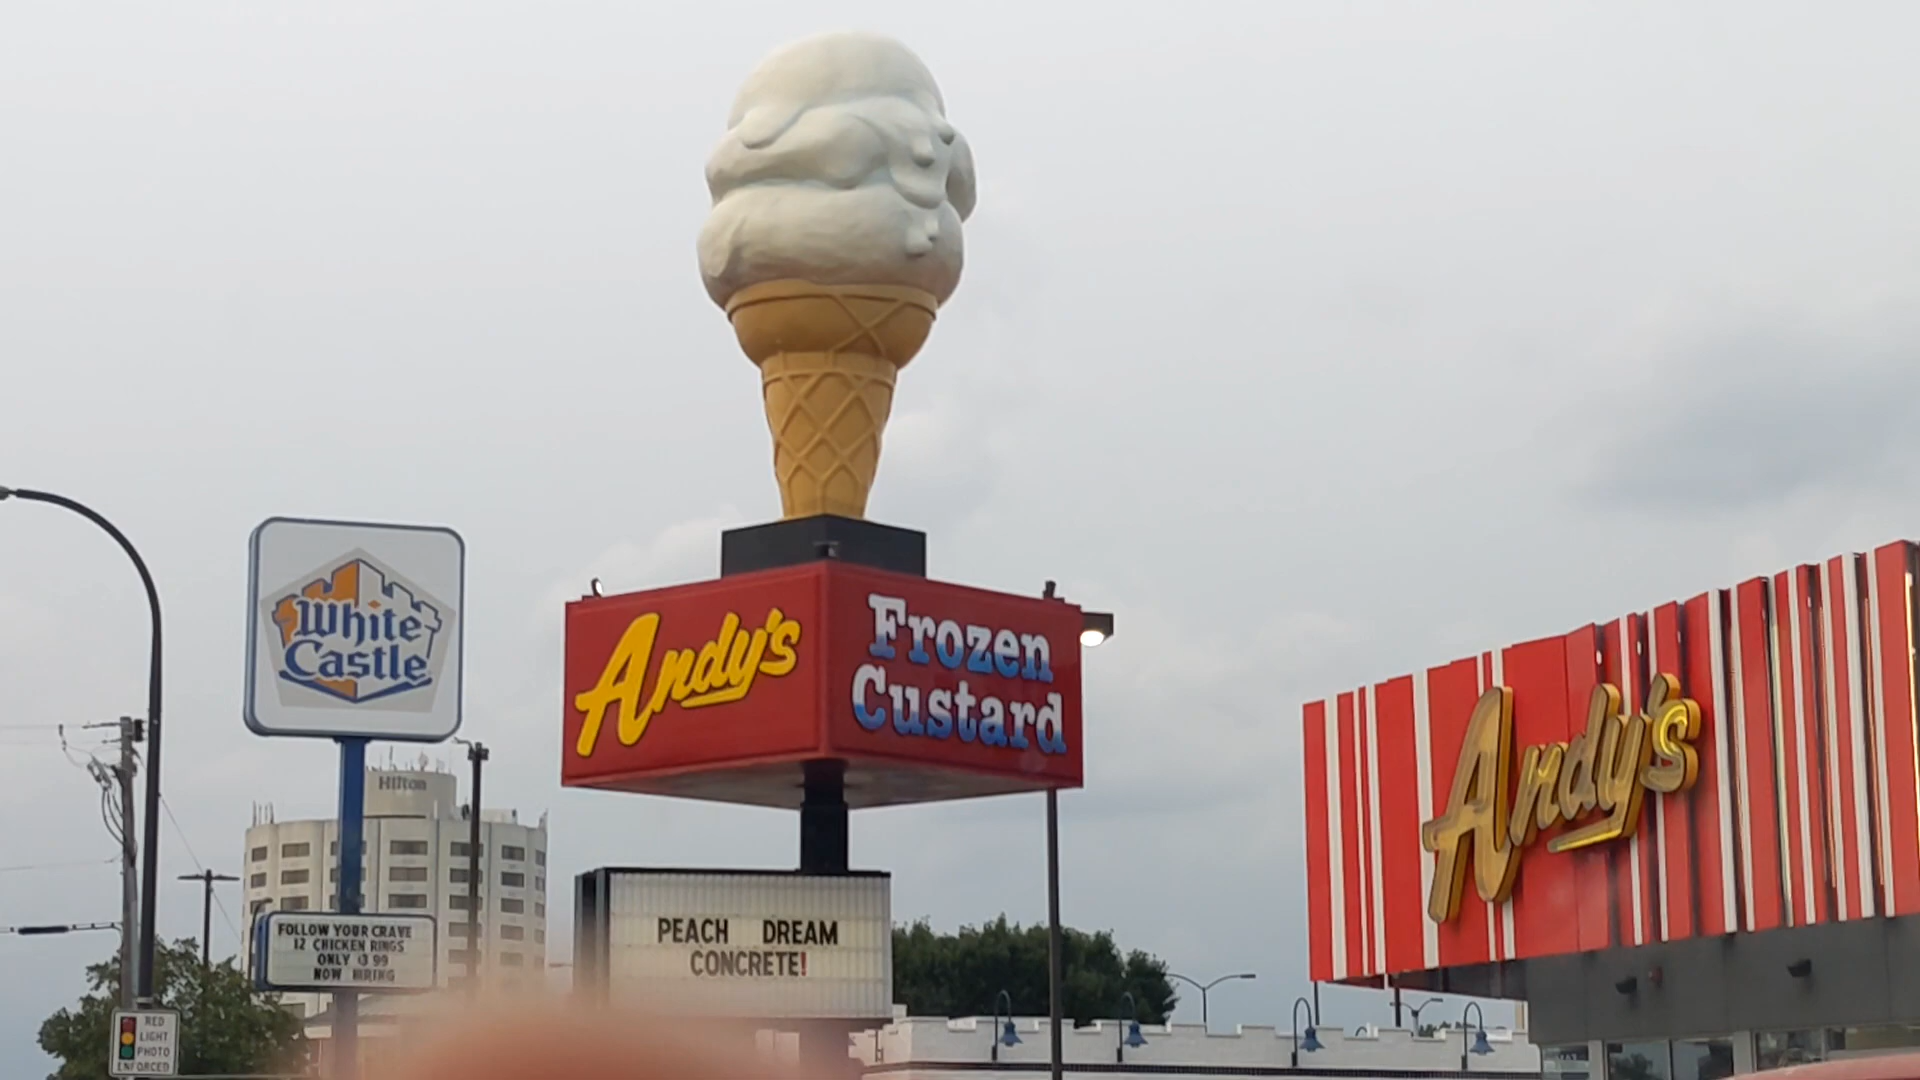 White
Castle
Hilton
FOLLOW YOUR CRAVE
12 CHICKEN RINGS
ONLY $3.99
NOW HIRING
RED
LIGHT
PHOTO
ENFORCED
Andy's
Frozen
Custard
PEACH DREAM
CONCRETE!
Andy's